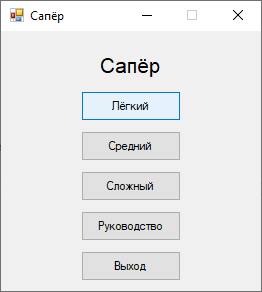 Сапёр
Сапёр
Лёгкий
Средний
Сложный
Руководство
Выход